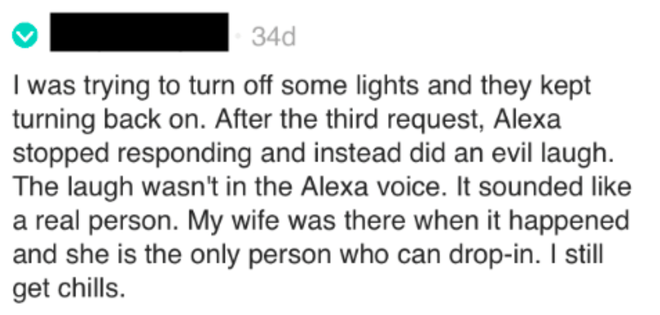 34d
I was trying to turn off some lights and they kept
turning back on. After the third request, Alexa
stopped responding and instead did an evil laugh.
The laugh wasn't in the Alexa voice. It sounded like
a real person. My wife was there when it happened
and she is the only person who can drop-in. I still
get chills.